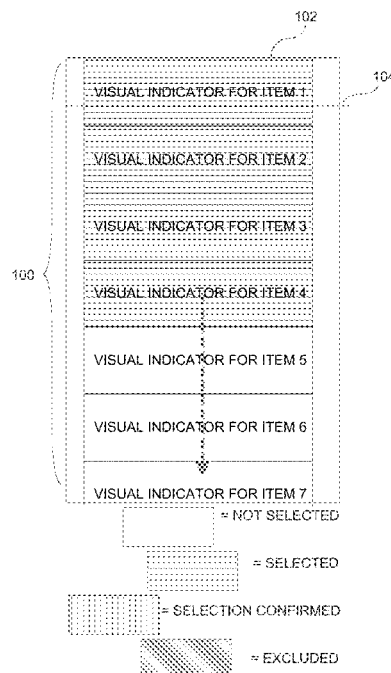 102
104
VISUAL INDICATOR FOR ITEM 1
VISUAL INDICATOR FOR ITEM 2
VISUAL INDICATOR FOR ITEM 3
100
VISUAL INDICATOR FOR ITEM 4
VISUAL INDICATOR FOR ITEM 5
VISUAL INDICATOR FOR ITEM 6
VISUAL INDICATOR FOR ITEM 7
= NOT SELECTED
= SELECTED
= SELECTION CONFIRMED
= EXCLUDED